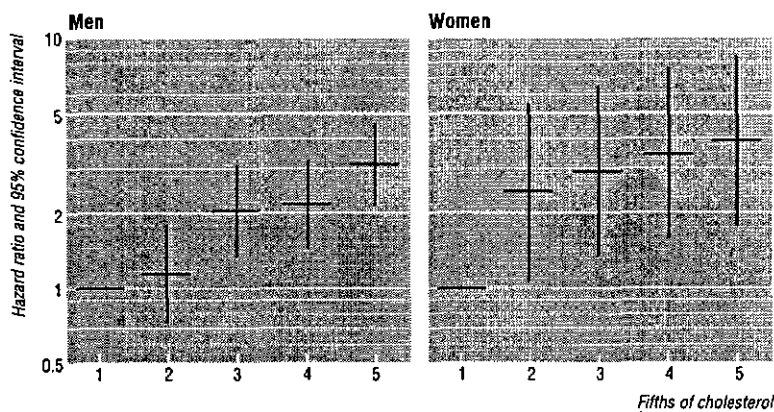 Men
Women
Hazard ratio and 95% confidence interval
10
5
2
1
0.5
1 2 3 4 5
1 2 3 4 5
Fifths of cholesterol